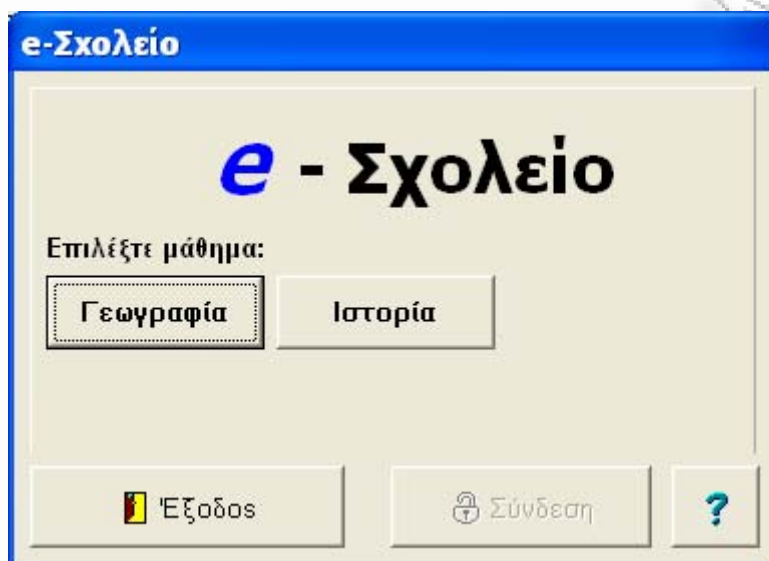 e-Σχολείο
e - Σχολείο
Επιλέξτε μάθημα:
Γεωγραφία Ιστορία
Έξοδος Σύνδεση ?